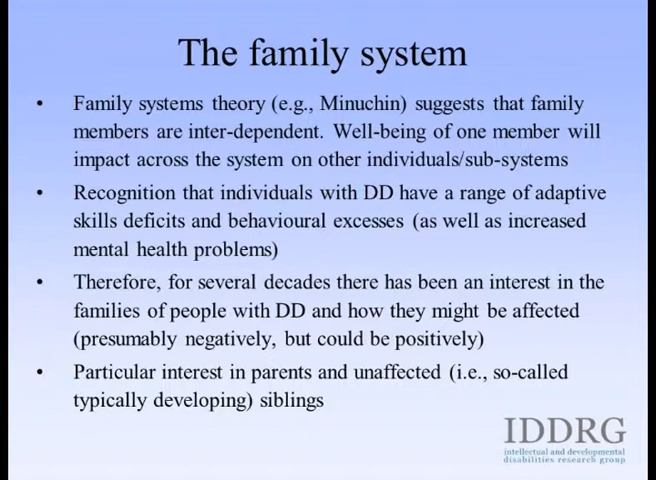 The family system
• Family systems theory (e.g., Minuchin) suggests that family
members are inter-dependent. Well-being of one member will
impact across the system on other individuals/sub-systems
• Recognition that individuals with DD have a range of adaptive
skills deficits and behavioural excesses (as well as increased
mental health problems)
• Therefore, for several decades there has been an interest in the
families of people with DD and how they might be affected
(presumably negatively, but could be positively)
• Particular interest in parents and unaffected (i.e., so-called
typically developing) siblings
IDDRG
intellectual and developmental
disabilities research group